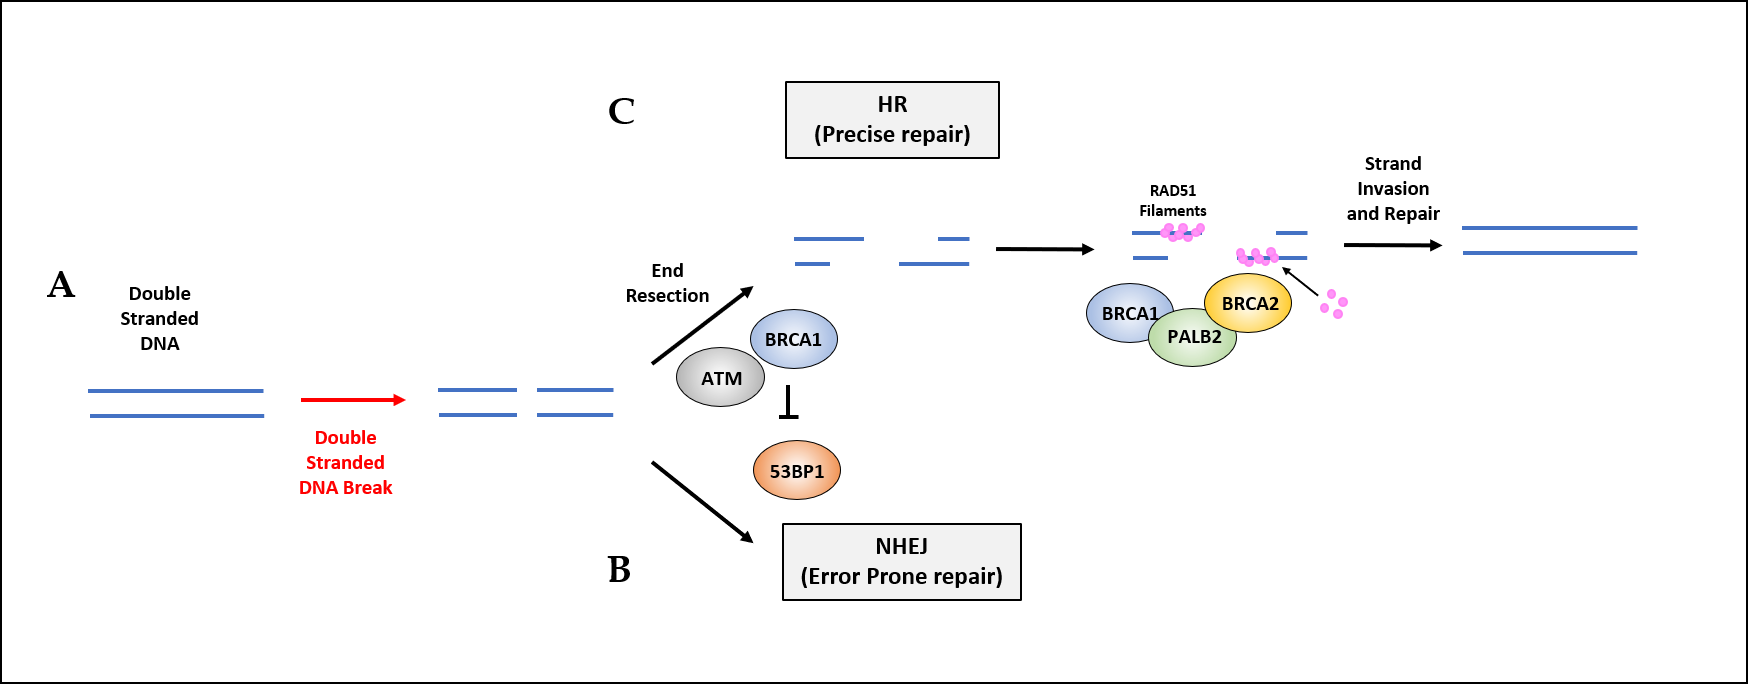 C
HR
(Precise repair)
A
Double
Stranded
DNA
Double
Stranded
DNA Break
End
Resection
BRCA1
ATM
53BP1
B
NHEJ
(Error Prone repair)
RAD51
Filaments
BRCA1
PALB2
BRCA2
Strand
Invasion
and Repair